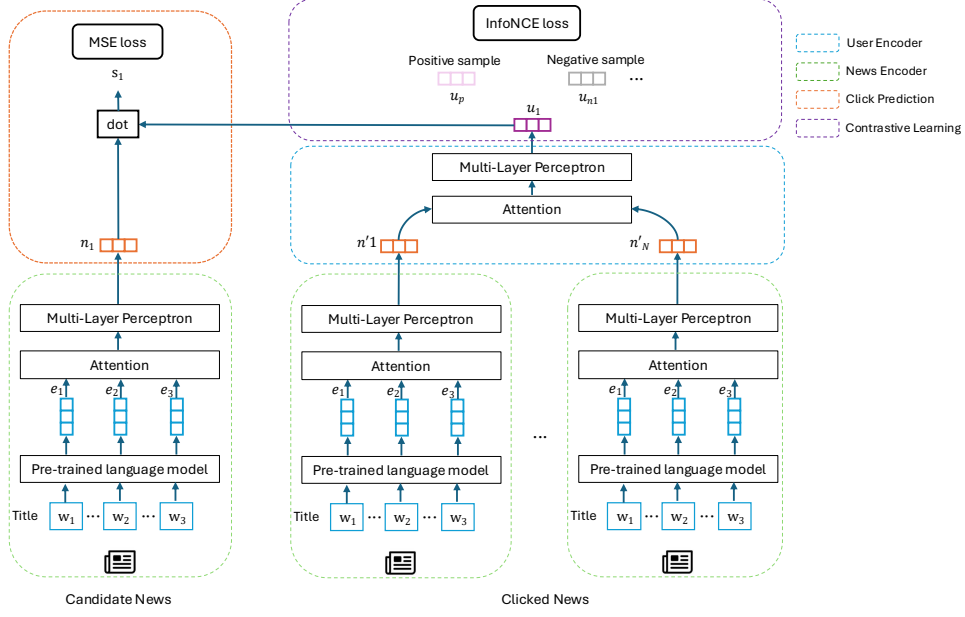 MSE loss
s1
dot
n1
InfoNCE loss
Positive sample
Negative sample
...
up
un1
u1
User Encoder
News Encoder
Click Prediction
Contrastive Learning
Multi-Layer Perceptron
Attention
n'1
n'N
Multi-Layer Perceptron
Attention
e1 e2 e3
Pre-trained language model
Title w1 ... w2 ... w3
Candidate News
Multi-Layer Perceptron
Attention
e1 e2 e3
Pre-trained language model
Title w1 ... w2 ... w3
...
Multi-Layer Perceptron
Attention
e1 e2 e3
Pre-trained language model
Title w1 ... w2 ... w3
Clicked News